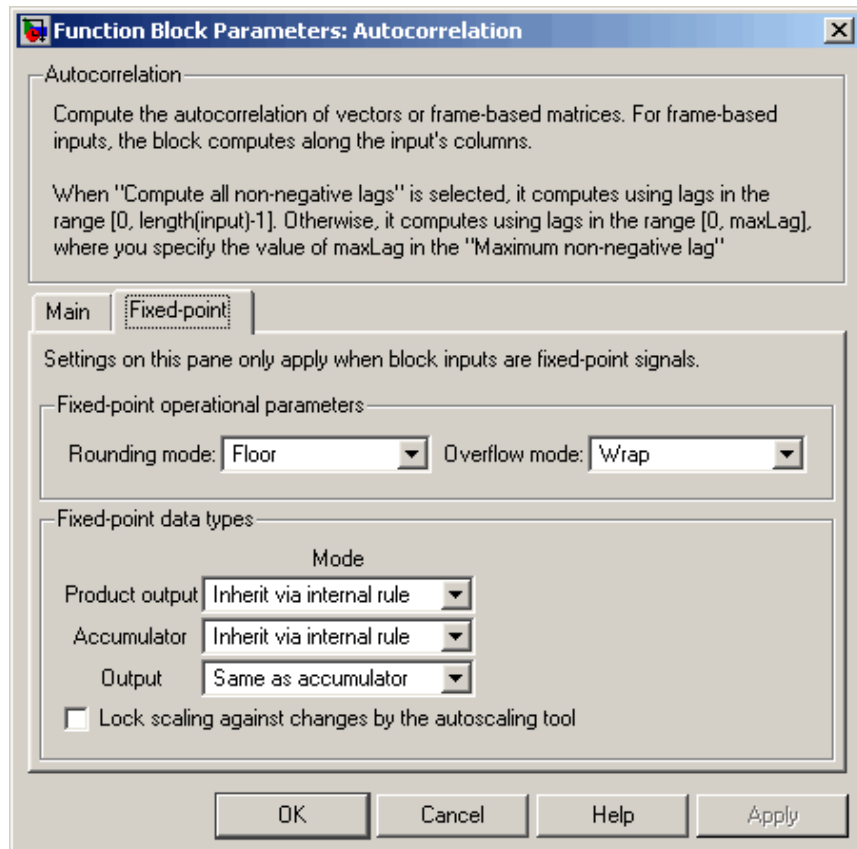 Function Block Parameters: Autocorrelation
Autocorrelation
Compute the autocorrelation of vectors or frame-based matrices. For frame-based
inputs, the block computes along the input's columns.
When "Compute all non-negative lags" is selected, it computes using lags in the
range [0, length(input)-1]. Otherwise, it computes using lags in the range [0, maxLag],
where you specify the value of maxLag in the "Maximum non-negative lag"
Main Fixed-point
Settings on this pane only apply when block inputs are fixed-point signals.
Fixed-point operational parameters
Rounding mode: Floor Overflow mode: Wrap
Fixed-point data types
Mode
Product output Inherit via internal rule
Accumulator Inherit via internal rule
Output Same as accumulator
Lock scaling against changes by the autoscaling tool
OK Cancel Help Apply